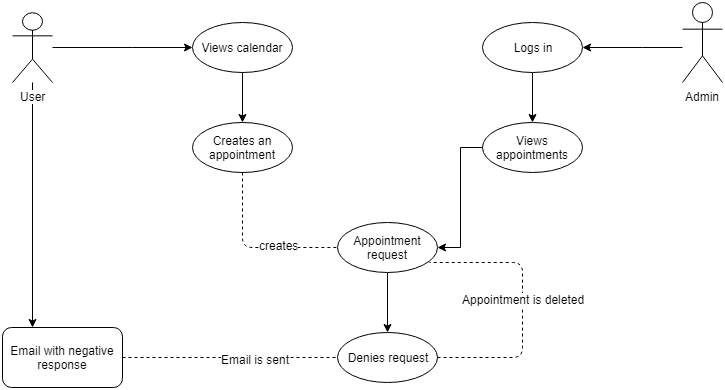 Views calendar
Logs in
User
Admin
Creates an
appointment
Views
appointments
creates
Appointment
request
Appointment is deleted
Email with negative
response
Email is sent
Denies request